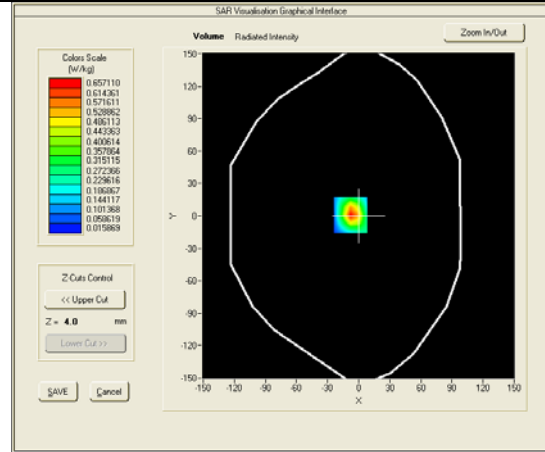 SAR Visualisation Graphical Interface
Volume Radiated Intensity
Zoom In/Out
Colors Scale
(W/kg)
0.657110
0.614361
0.571611
0.528862
0.486113
0.443363
0.400614
0.357864
0.315115
0.272366
0.229616
0.186867
0.144117
0.101368
0.058619
0.015869
Z-Cuts Control
<< Upper Cut
Z = 4.0 mm
Lower Cut >>
SAVE
Cancel
150-
120-
90-
60-
30-
0-
-30-
-60-
-90-
-120-
-150-
Y
-150 -120 -90 -60 -30 0 30 60 90 120 150
X